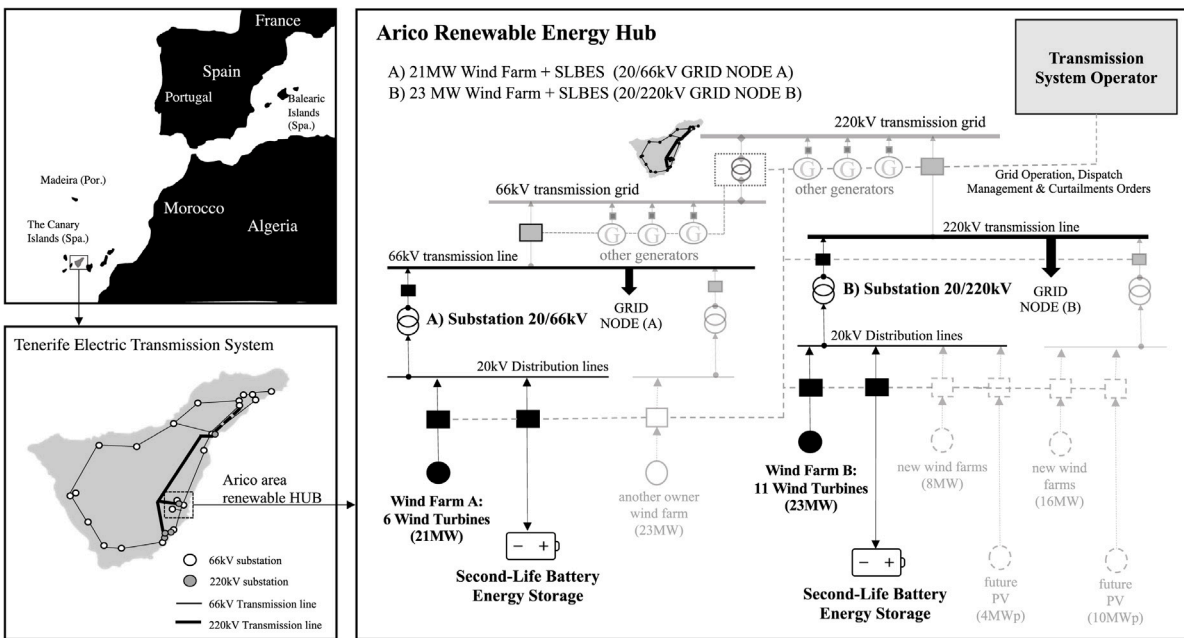 France
Spain
Portugal
Balearic
Islands
(Spa.)
Madeira (Por.)
Morocco
Algeria
The Canary
Islands (Spa.)
Tenerife Electric Transmission System
Arico area
renewable HUB
66kV substation
220kV substation
66kV Transmission line
220kV Transmission line
Arico Renewable Energy Hub
A) 21MW Wind Farm + SLBES (20/66kV GRID NODE A)
B) 23 MW Wind Farm + SLBES (20/220kV GRID NODE B)
Transmission
System Operator
220kV transmission grid
G G G
other generators
Grid Operation, Dispatch
Management & Curtailments Orders
66kV transmission grid
G G G
other generators
66kV transmission line
220kV transmission line
A) Substation 20/66kV
GRID
NODE (A)
B) Substation 20/220kV
GRID
NODE (B)
20kV Distribution lines
20kV Distribution lines
Wind Farm A:
6 Wind Turbines
(21MW)
another owner
wind farm
(23MW)
Second-Life Battery
Energy Storage
Wind Farm B:
11 Wind Turbines
(23MW)
new wind farms
(8MW)
new wind
farms
(16MW)
Second-Life Battery
Energy Storage
future
PV
(4MWp)
future
PV
(10MWp)